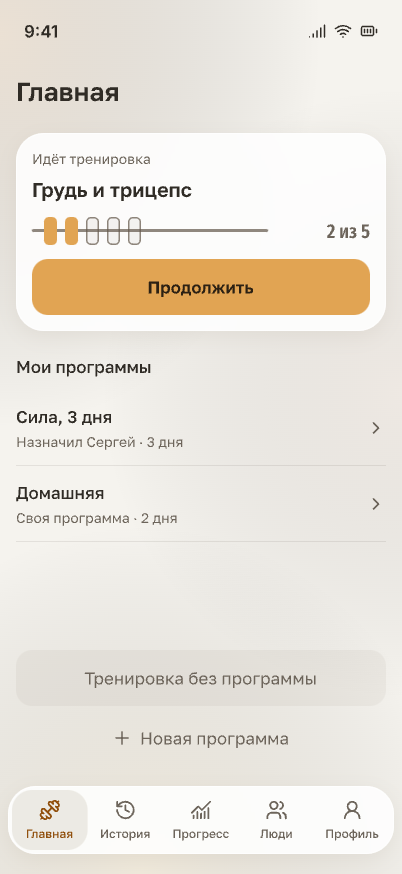 9:41
Главная
Идёт тренировка
Грудь и трицепс
2 из 5
Продолжить
Мои программы
Сила, 3 дня
Назначил Сергей · 3 дня
Домашняя
Своя программа · 2 дня
Тренировка без программы
Новая программа
Главная
История
Прогресс
Люди
Профиль